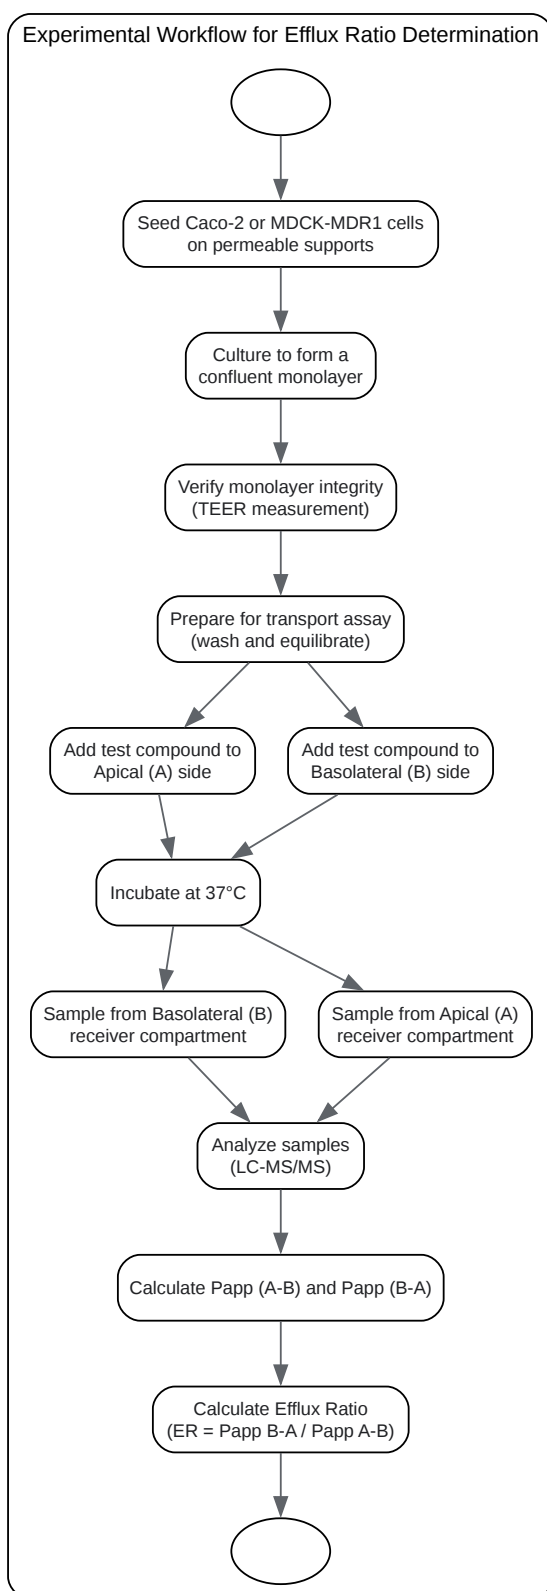 Experimental Workflow for Efflux Ratio Determination
Seed Caco-2 or MDCK-MDR1 cells
on permeable supports
Culture to form a
confluent monolayer
Verify monolayer integrity
(TEER measurement)
Prepare for transport assay
(wash and equilibrate)
Add test compound to
Apical (A) side
Add test compound to
Basolateral (B) side
Incubate at 37°C
Sample from Basolateral (B)
receiver compartment
Sample from Apical (A)
receiver compartment
Analyze samples
(LC-MS/MS)
Calculate Papp (A-B) and Papp (B-A)
Calculate Efflux Ratio
(ER = Papp B-A / Papp A-B)